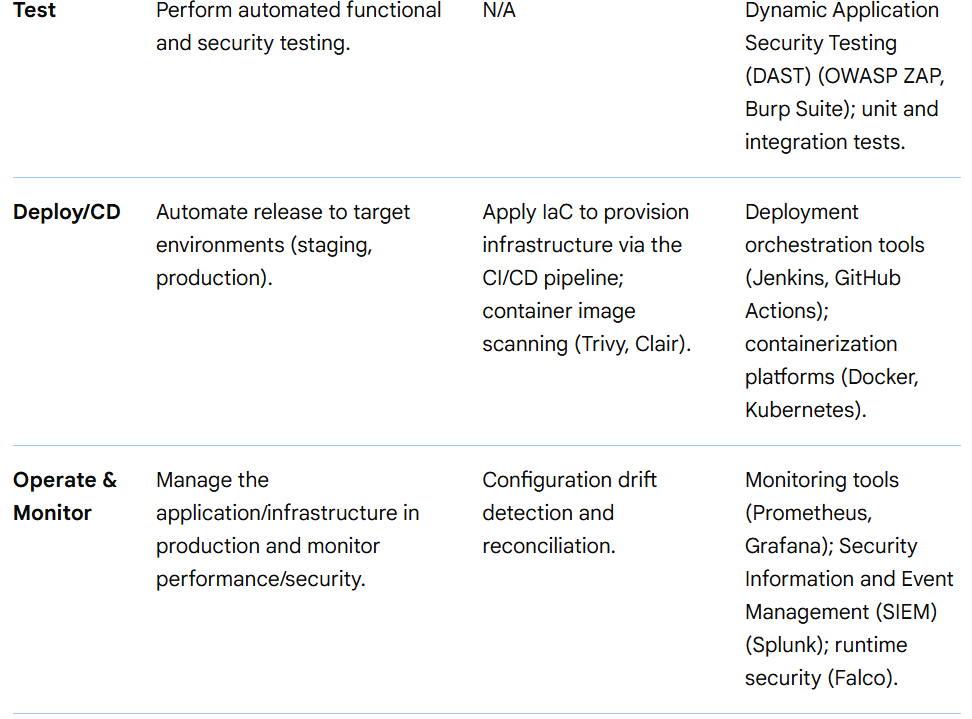 Test
Perform automated functional
and security testing.
N/A
Dynamic Application
Security Testing
(DAST) (OWASP ZAP,
Burp Suite); unit and
integration tests.
Deploy/CD
Automate release to target
environments (staging,
production).
Apply IaC to provision
infrastructure via the
CI/CD pipeline;
container image
scanning (Trivy, Clair).
Deployment
orchestration tools
(Jenkins, GitHub
Actions);
containerization
platforms (Docker,
Kubernetes).
Operate &
Monitor
Manage the
application/infrastructure in
production and monitor
performance/security.
Configuration drift
detection and
reconciliation.
Monitoring tools
(Prometheus,
Grafana); Security
Information and Event
Management (SIEM)
(Splunk); runtime
security (Falco).